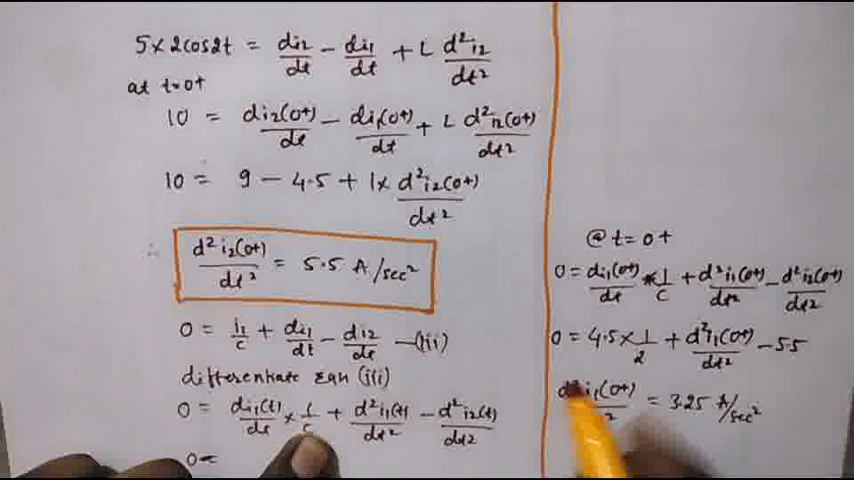 5 × 2cos2t = di2/dt − di1/dt + L d²i2/dt²
at t=0+
10 = di2(0+)/dt − di1(0+)/dt + L d²i2(0+)/dt²
10 = 9 − 4.5 + 1× d²i2(0+)/dt²
∴ d²i2(0+)/dt² = 5.5 A/sec²
0 = i1/c + di1/dt − di2/dt —(iii)
differentiate eqn (iii)
0 = di1(t)/dt × 1/c + d²i1(t)/dt² − d²i2(t)/dt²
0=
@ t=0+
0 = di1(0+)/dt × 1/c + d²i1(0+)/dt² − d²i2(0+)/dt²
0 = 4.5 × 1/2 + d²i1(0+)/dt² − 5.5
i1(0+) = 3.25 A/sec²